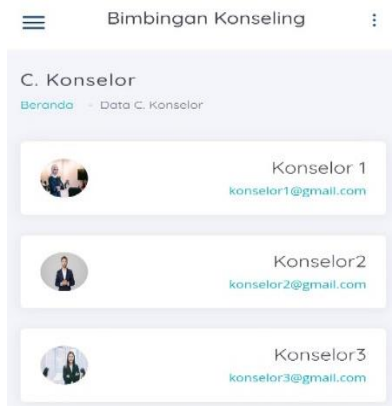 Bimbingan Konseling
C. Konselor
Beranda - Data C. Konselor
Konselor 1
konselor1@gmail.com
Konselor2
konselor2@gmail.com
Konselor3
konselor3@gmail.com